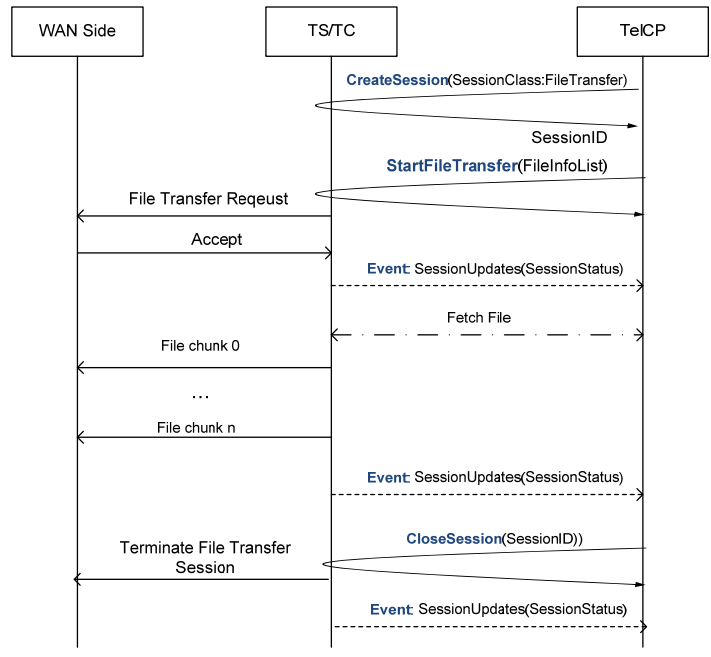 WAN Side
TS/TC
TelCP
CreateSession(SessionClass:FileTransfer)
SessionID
StartFileTransfer(FileInfoList)
File Transfer Reqeust
Accept
Event: SessionUpdates(SessionStatus)
Fetch File
File chunk 0
...
File chunk n
Event: SessionUpdates(SessionStatus)
CloseSession(SessionID))
Terminate File Transfer
Session
Event: SessionUpdates(SessionStatus)